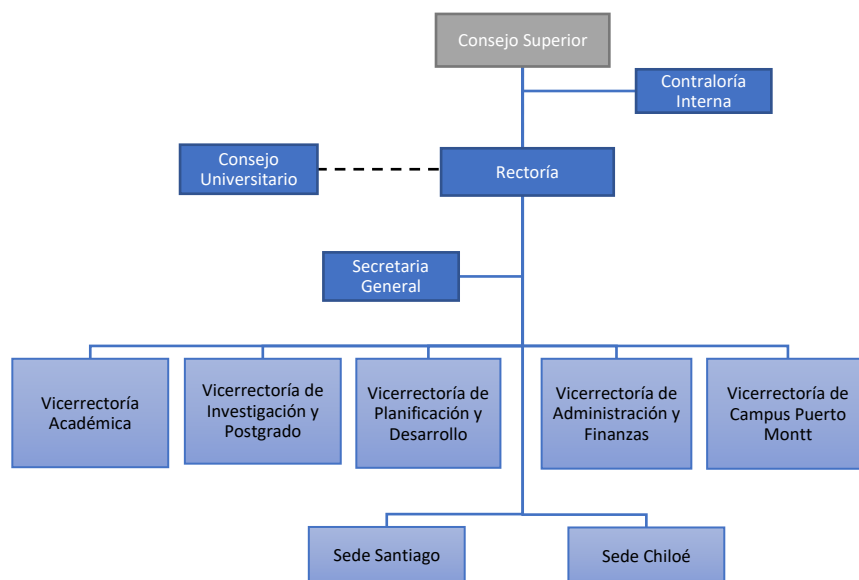 Consejo Superior
Contraloría
Interna
Consejo
Universitario
Rectoría
Secretaria
General
Vicerrectoría
Académica
Vicerrectoría de
Investigación y
Postgrado
Vicerrectoría de
Planificación y
Desarrollo
Vicerrectoría de
Administración y
Finanzas
Vicerrectoría de
Campus Puerto
Montt
Sede Santiago
Sede Chiloé